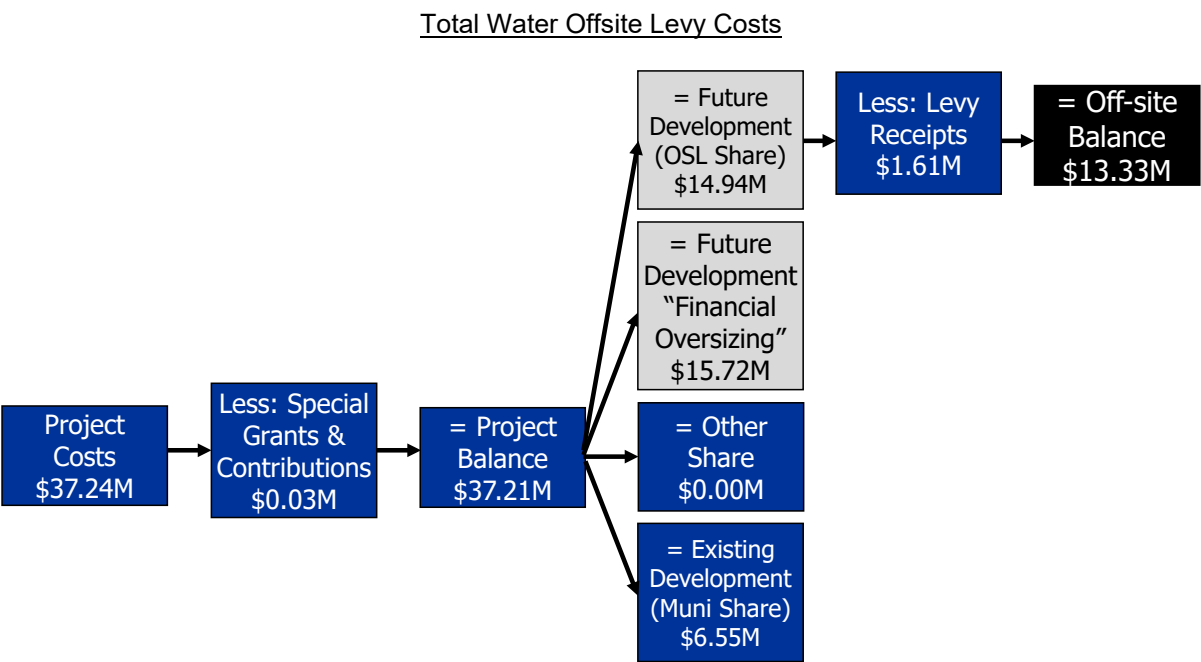 Total Water Offsite Levy Costs
Project
Costs
$37.24M
Less: Special
Grants &
Contributions
$0.03M
= Project
Balance
$37.21M
= Future
Development
(OSL Share)
$14.94M
Less: Levy
Receipts
$1.61M
= Off-site
Balance
$13.33M
= Future
Development
“Financial
Oversizing”
$15.72M
= Other
Share
$0.00M
= Existing
Development
(Muni Share)
$6.55M